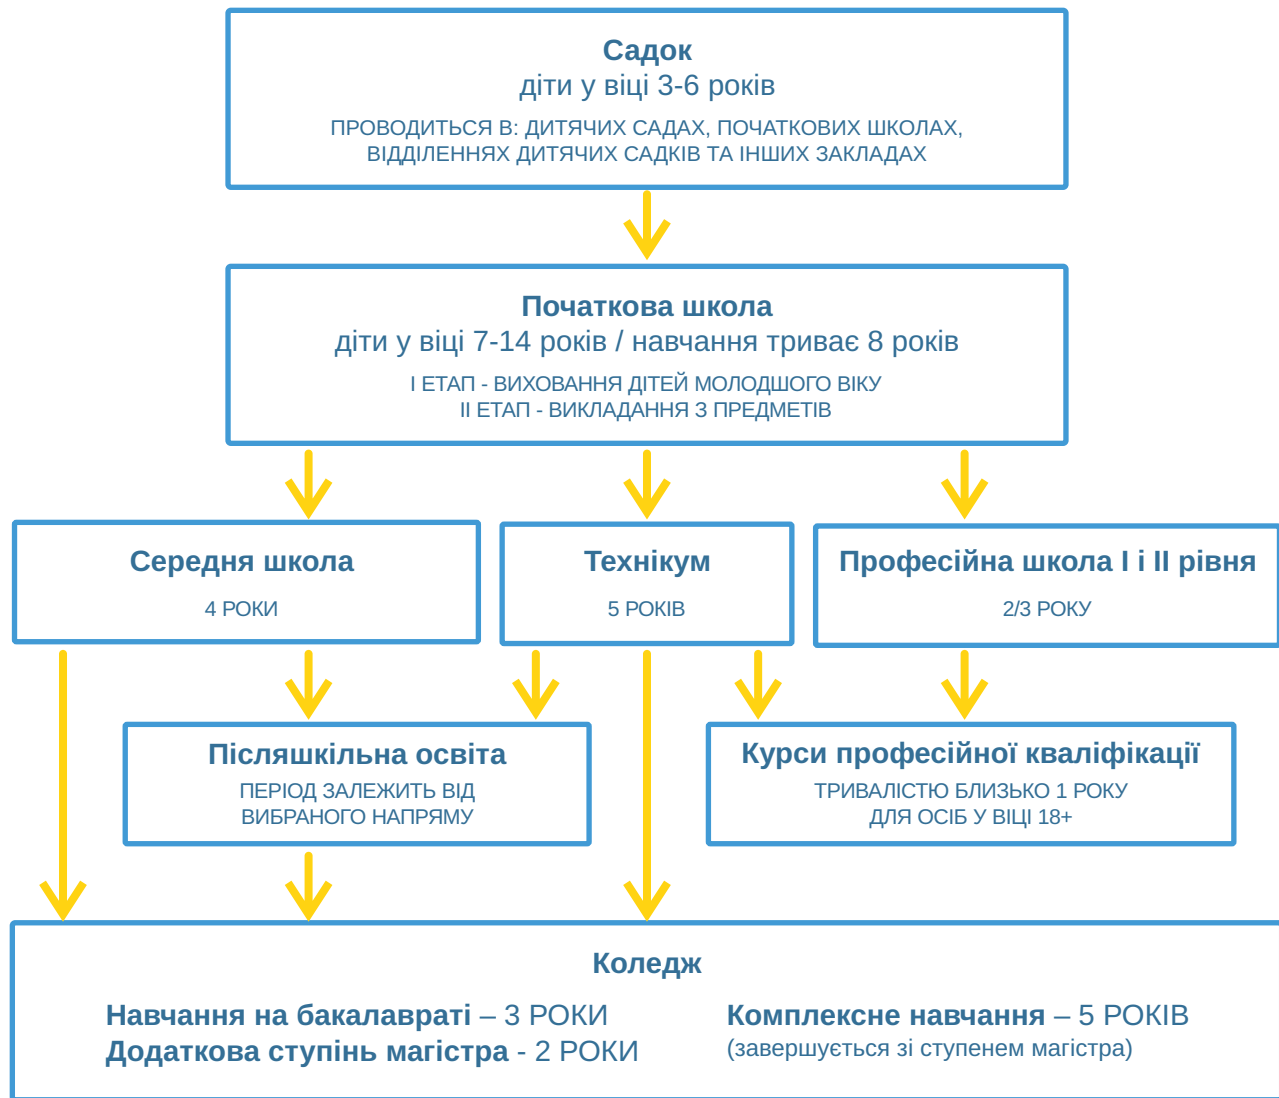 Садок
діти у віці 3-6 років
ПРОВОДИТЬСЯ В: ДИТЯЧИХ САДАХ, ПОЧАТКОВИХ ШКОЛАХ,
ВІДДІЛЕННЯХ ДИТЯЧИХ САДКІВ ТА ІНШИХ ЗАКЛАДАХ
Початкова школа
діти у віці 7-14 років / навчання триває 8 років
І ЕТАП - ВИХОВАННЯ ДІТЕЙ МОЛОДШОГО ВІКУ
ІІ ЕТАП - ВИКЛАДАННЯ З ПРЕДМЕТІВ
Середня школа
4 РОКИ
Технікум
5 РОКІВ
Професійна школа І і ІІ рівня
2/3 РОКУ
Післяшкільна освіта
ПЕРІОД ЗАЛЕЖИТЬ ВІД
ВИБРАНОГО НАПРЯМУ
Курси професійної кваліфікації
ТРИВАЛІСТЮ БЛИЗЬКО 1 РОКУ
ДЛЯ ОСІБ У ВІЦІ 18+
Коледж
Навчання на бакалавраті – 3 РОКИ
Додаткова ступінь магістра - 2 РОКИ
Комплексне навчання – 5 РОКІВ
(завершується зі ступенем магістра)